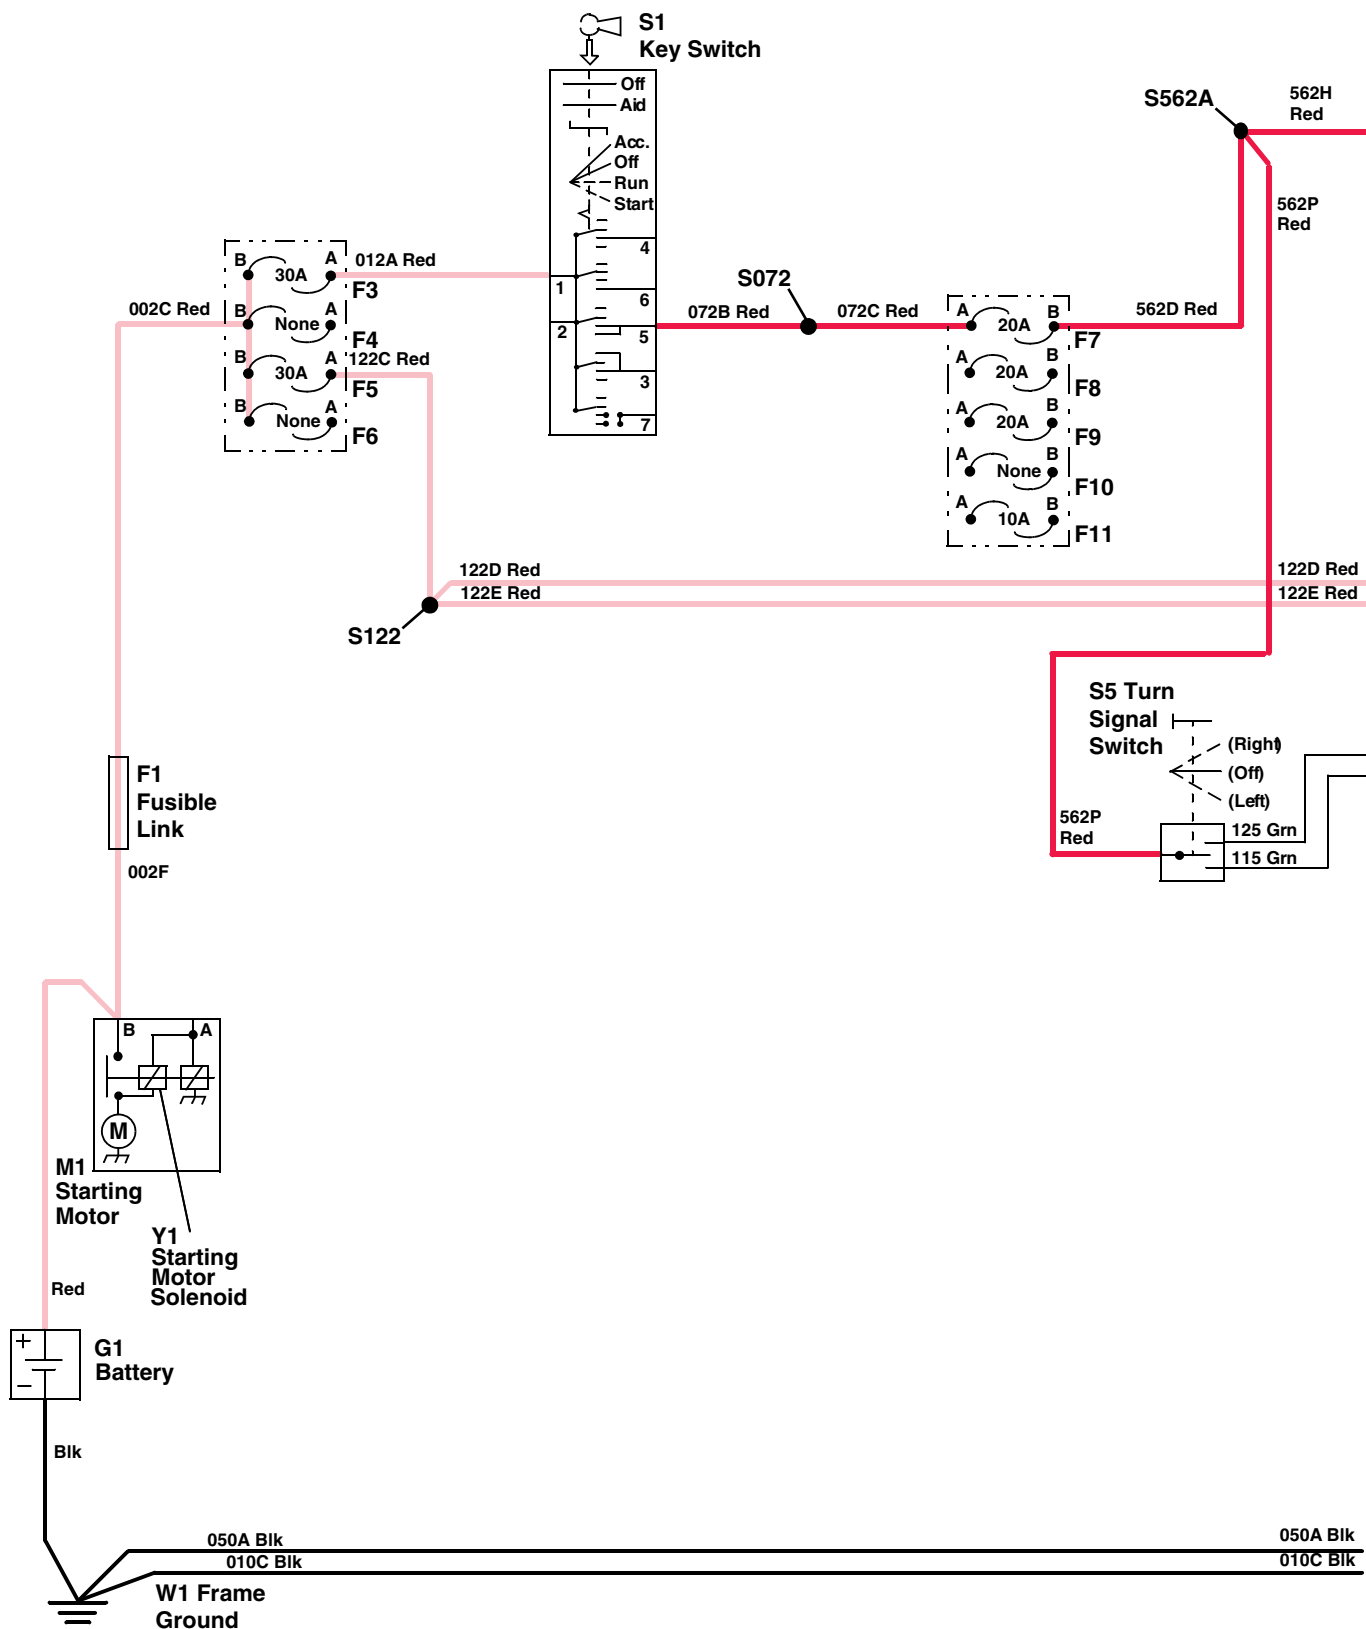 S1
Key Switch
Off
Aid
Acc.
Off
Run
Start
4
1
6
2
5
3
7
S562A
562H
Red
562P
Red
B
30A
A
F3
012A Red
002C Red
B
None
A
F4
B
30A
A
F5
122C Red
B
None
A
F6
S072
072B Red
072C Red
A
20A
B
F7
562D Red
A
20A
B
F8
A
20A
B
F9
A
None
B
F10
A
10A
B
F11
122D Red
122E Red
122D Red
122E Red
S122
S5 Turn
Signal
Switch
(Right)
(Off)
(Left)
562P
Red
125 Grn
115 Grn
F1
Fusible
Link
002F
B
A
M
M1
Starting
Motor
Y1
Starting
Motor
Solenoid
Red
+
−
G1
Battery
Blk
050A Blk
010C Blk
050A Blk
010C Blk
W1 Frame
Ground